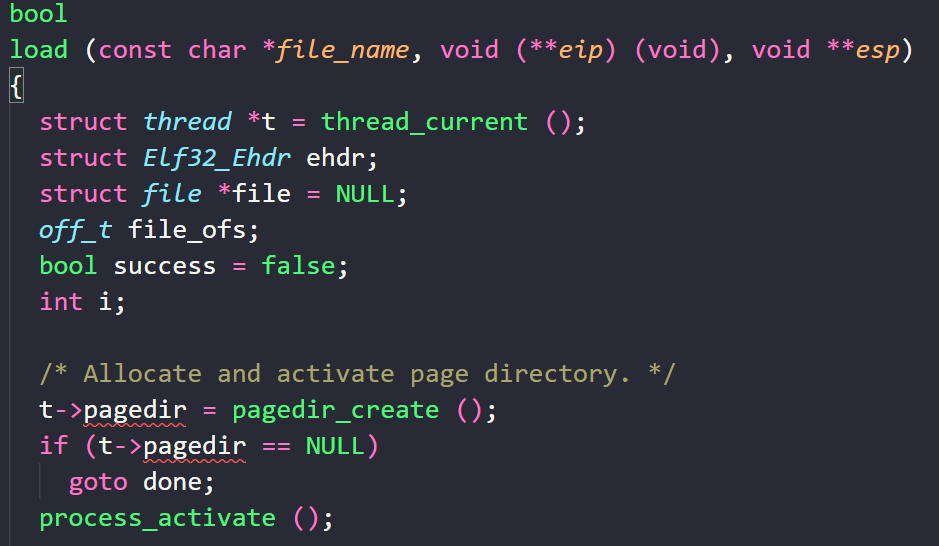 bool
load (const char *file_name, void (**eip) (void), void **esp)
{
  struct thread *t = thread_current ();
  struct Elf32_Ehdr ehdr;
  struct file *file = NULL;
  off_t file_ofs;
  bool success = false;
  int i;

  /* Allocate and activate page directory. */
  t->pagedir = pagedir_create ();
  if (t->pagedir == NULL)
    goto done;
  process_activate ();